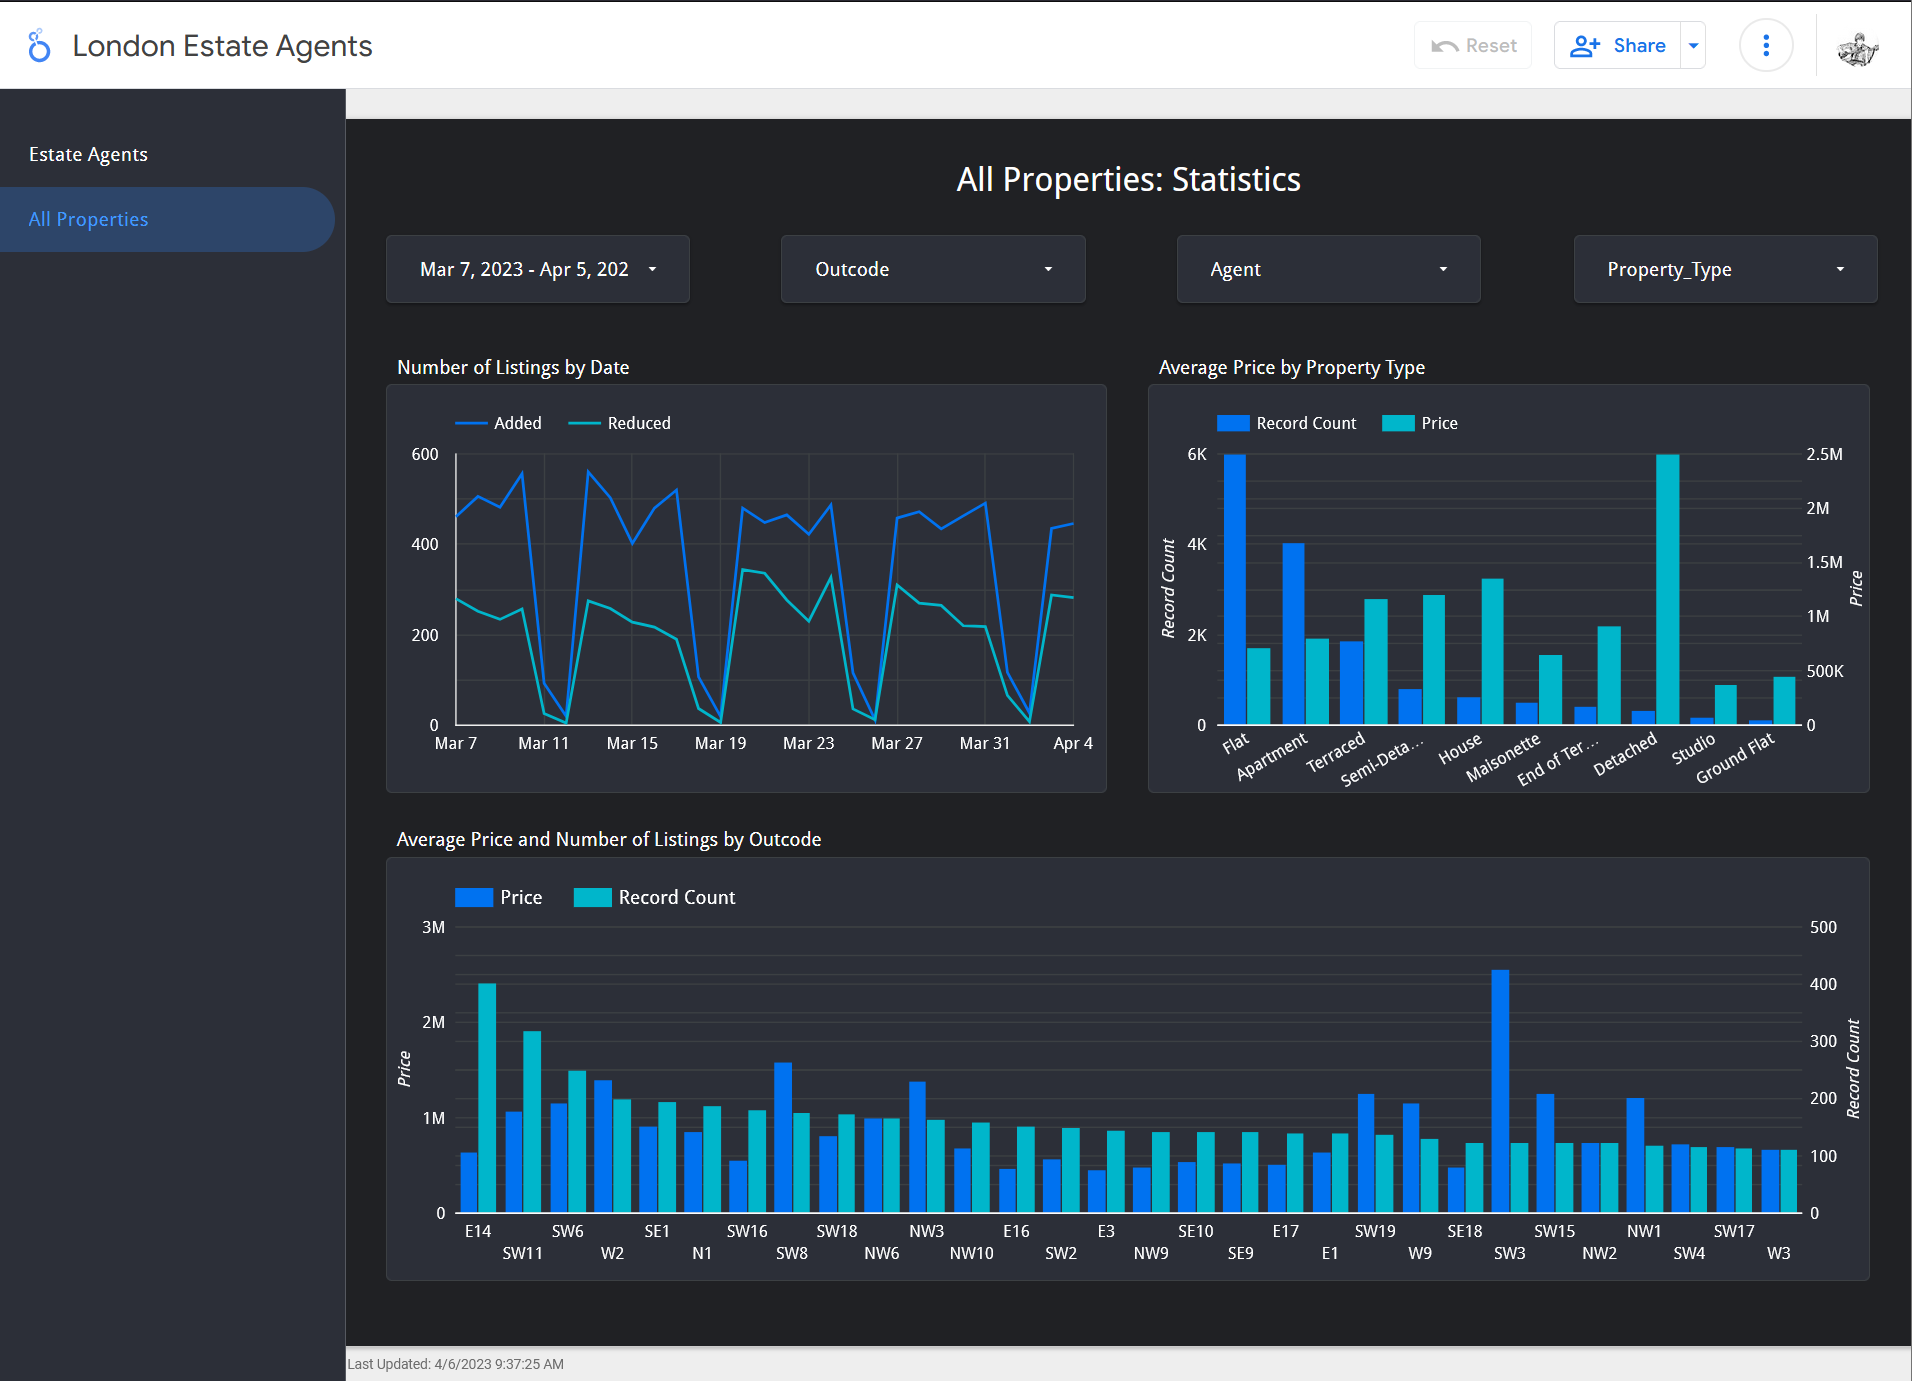 London Estate Agents
Reset
Share
Estate Agents
All Properties
All Properties: Statistics
Mar 7, 2023 - Apr 5, 202
Outcode
Agent
Property_Type
Number of Listings by Date
Added
Reduced
600
400
200
0
Mar 7
Mar 11
Mar 15
Mar 19
Mar 23
Mar 27
Mar 31
Apr 4
Average Price by Property Type
Record Count
Price
6K
4K
2K
0
Record Count
2.5M
2M
1.5M
1M
500K
0
Price
Flat
Apartment
Terraced
Semi-Deta...
House
Maisonette
End of Ter...
Detached
Studio
Ground Flat
Average Price and Number of Listings by Outcode
Price
Record Count
3M
2M
1M
0
Price
500
400
300
200
100
0
Record Count
E14
SW11
SW6
W2
SE1
N1
SW16
SW8
SW18
NW6
NW3
NW10
E16
SW2
E3
NW9
SE10
SE9
E17
E1
SW19
W9
SE18
SW3
SW15
NW2
NW1
SW4
SW17
W3
Last Updated: 4/6/2023 9:37:25 AM